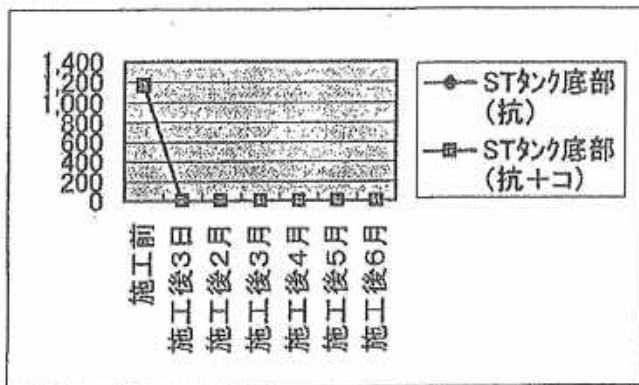 1,400
1,200
1,000
800
600
400
200
0
施工前
施工後3日
施工後2月
施工後3月
施工後4月
施工後5月
施工後6月
STタンク底部
(抗)
STタンク底部
(抗+コ)